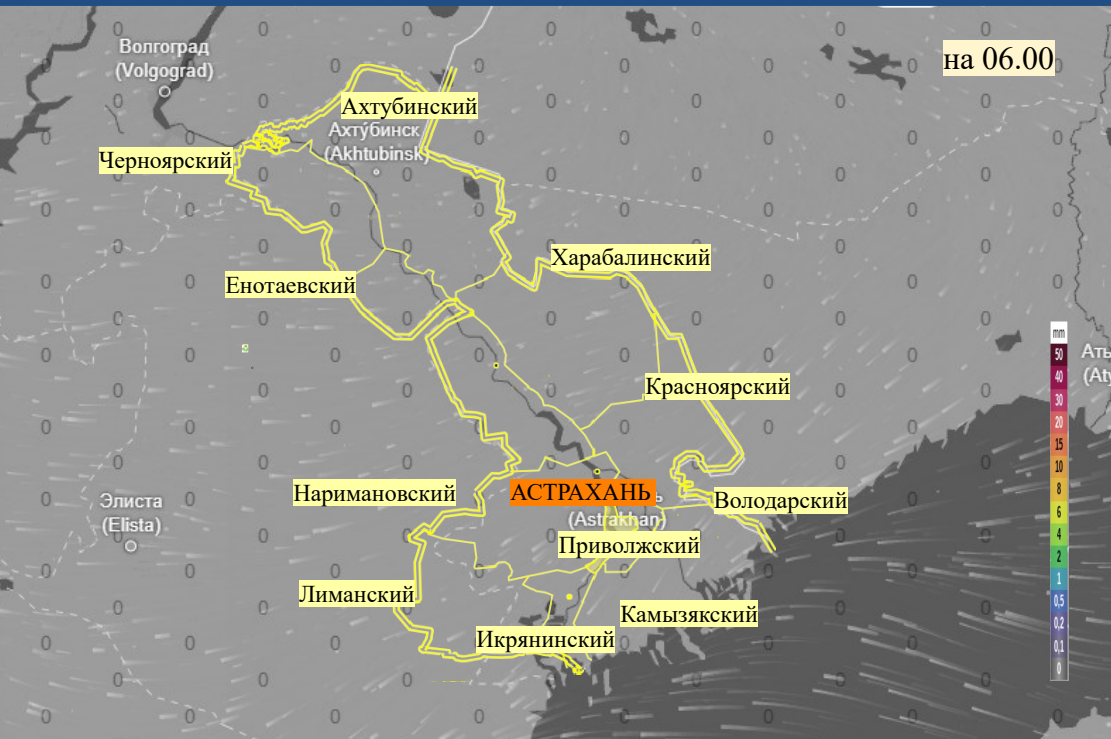 Волгоград
(Volgograd)
на 06.00
Ахтубинский
Ахтубинск
(Akhtubinsk)
Черноярский
Харабалинский
Енотаевский
mm
50
40
30
20
15
10
8
6
4
2
1
0,5
0,2
0,1
0
Красноярский
Наримановский
АСТРАХАНЬ
(Astrakhan)
Володарский
Элиста
(Elista)
Приволжский
Лиманский
Камызякский
Икрянинский